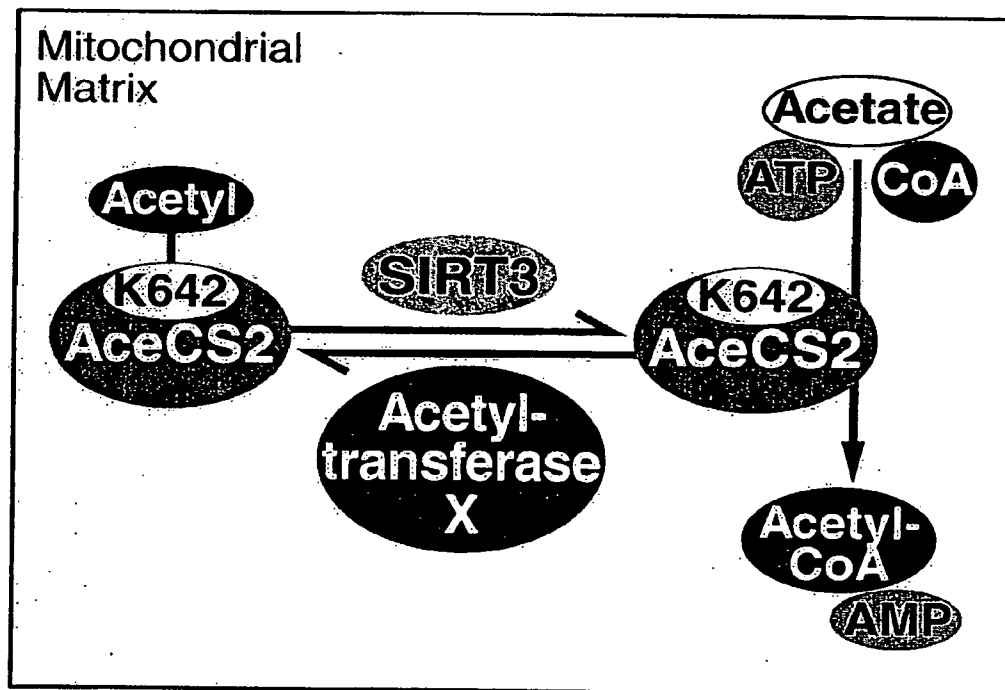 Mitochondrial
Matrix
Acetate
ATP
CoA
Acetyl
K642
AceCS2
SIRT3
K642
AceCS2
Acetyl-
transferase
X
Acetyl-
CoA
AMP